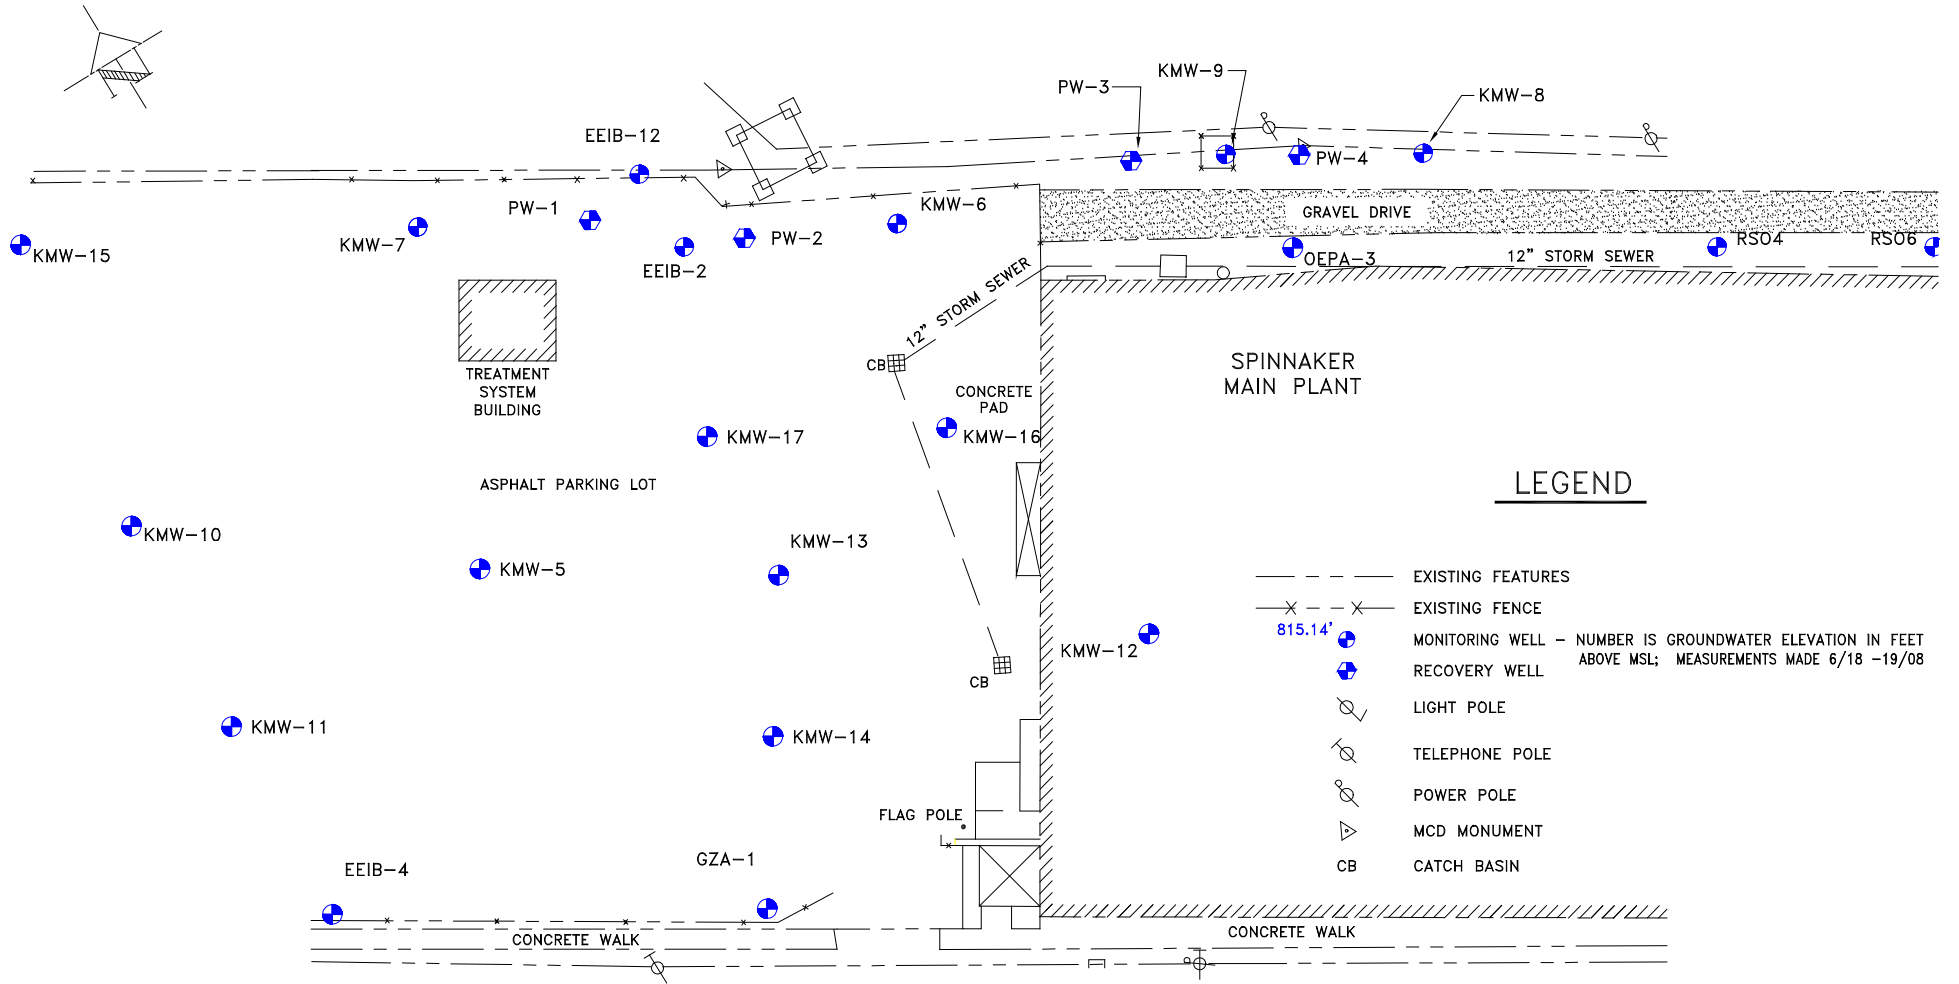 KMW-9
PW-3
KMW-8
EEIB-12
PW-4
PW-1
KMW-6
GRAVEL DRIVE
KMW-15
KMW-7
PW-2
EEIB-2
OEPA-3
12" STORM SEWER
RS04
RS06
12" STORM SEWER
TREATMENT
SYSTEM
BUILDING
CB
CONCRETE
PAD
SPINNAKER
MAIN PLANT
KMW-17
KMW-16
ASPHALT PARKING LOT
LEGEND
KMW-10
KMW-13
KMW-5
EXISTING FEATURES
EXISTING FENCE
815.14'
MONITORING WELL - NUMBER IS GROUNDWATER ELEVATION IN FEET
ABOVE MSL; MEASUREMENTS MADE 6/18 -19/08
KMW-12
RECOVERY WELL
CB
LIGHT POLE
KMW-11
KMW-14
TELEPHONE POLE
POWER POLE
FLAG POLE
MCD MONUMENT
EEIB-4
GZA-1
CB CATCH BASIN
CONCRETE WALK
CONCRETE WALK